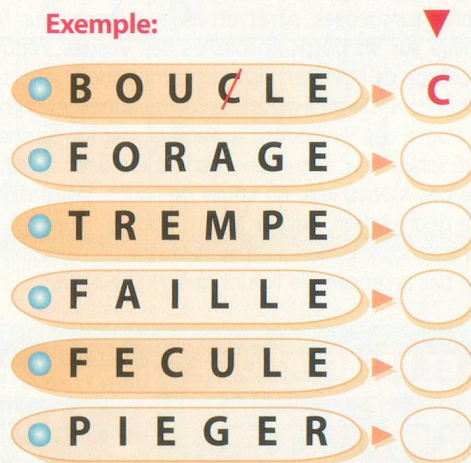 Exemple:
BOUCLE C
FORAGE
TREMPE
FAILLE
FECULE
PIEGER